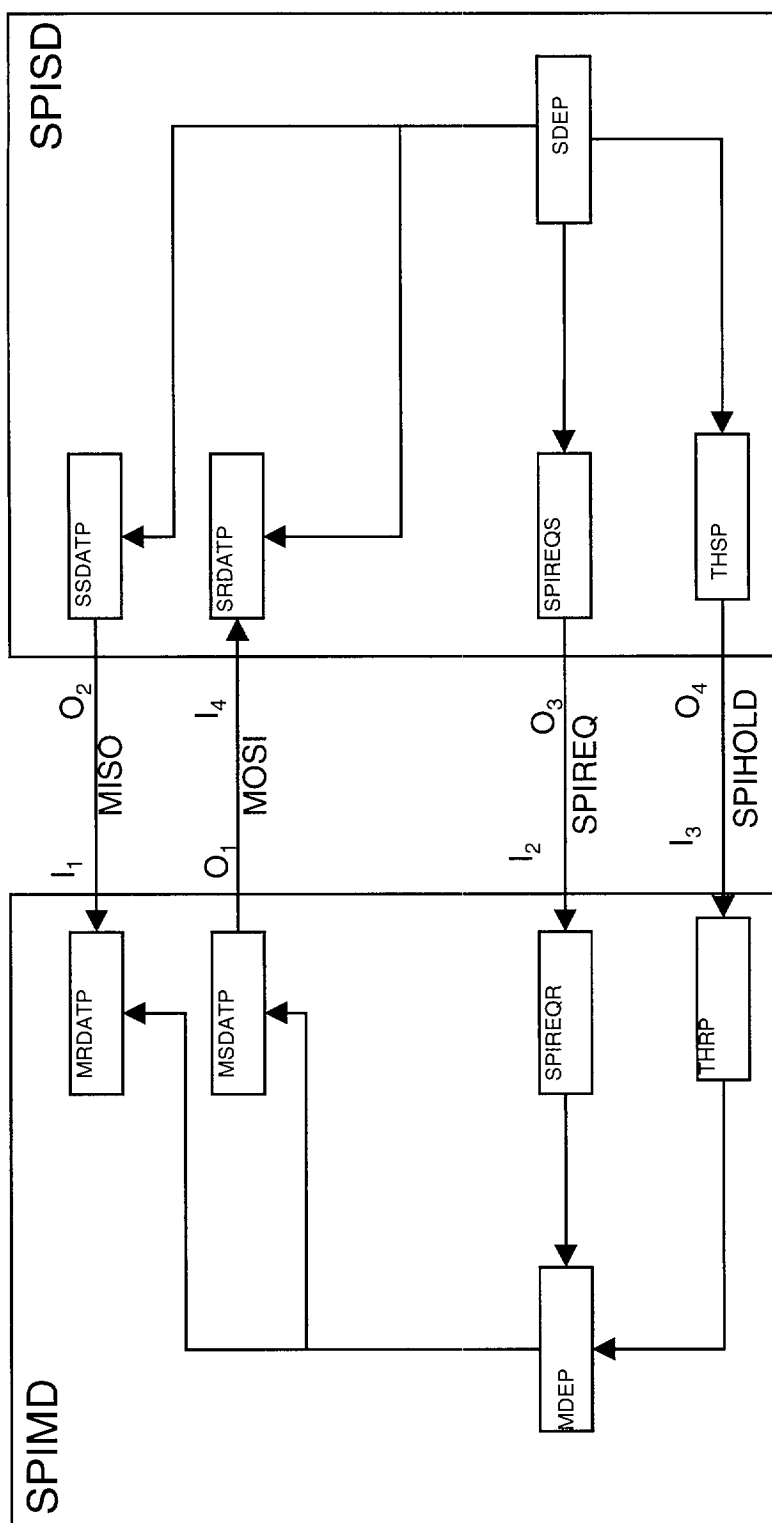 SPIMD
SPISD
MRDATP
I1
O2
SSDATP
MISO
MSDATP
O1
I4
SRDATP
MOSI
MDEP
SPIREQR
I2
O3
SPIREQS
SDEP
SPIREQ
THRP
I3
O4
THSP
SPIHOLD